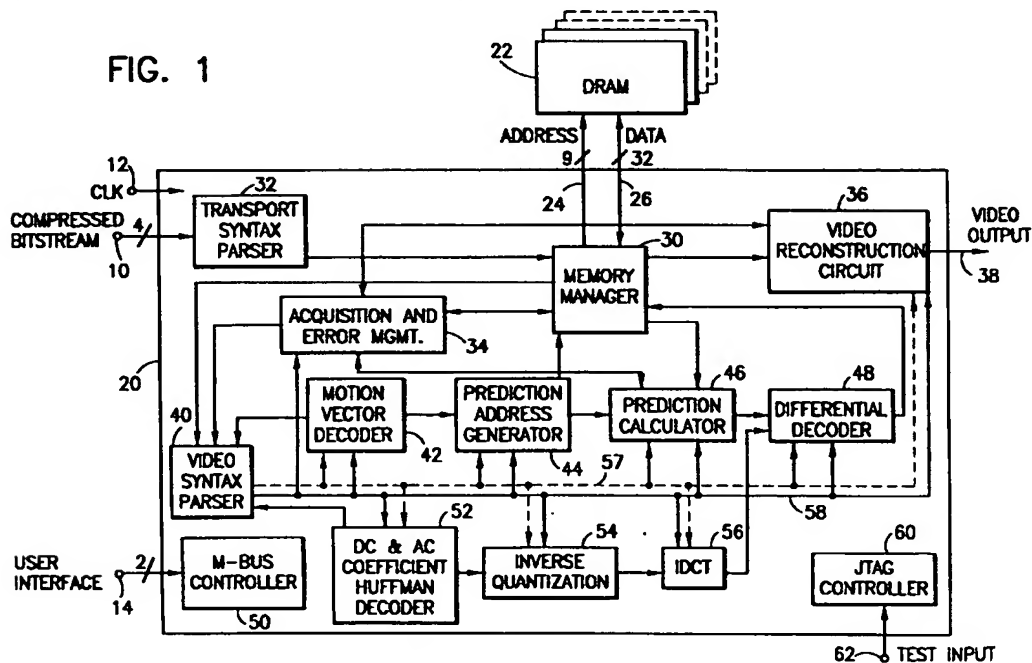 FIG. 1
22
DRAM
ADDRESS
DATA
9
32
24
26
12
CLK
COMPRESSED
BITSTREAM
4
10
32
TRANSPORT
SYNTAX
PARSER
30
MEMORY
MANAGER
36
VIDEO
RECONSTRUCTION
CIRCUIT
VIDEO
OUTPUT
38
ACQUISITION AND
ERROR MGMT.
34
20
40
VIDEO
SYNTAX
PARSER
MOTION
VECTOR
DECODER
42
PREDICTION
ADDRESS
GENERATOR
44
46
PREDICTION
CALCULATOR
48
DIFFERENTIAL
DECODER
57
58
52
DC & AC
COEFFICIENT
HUFFMAN
DECODER
54
INVERSE
QUANTIZATION
56
IDCT
USER
INTERFACE
2
14
M-BUS
CONTROLLER
50
60
JTAG
CONTROLLER
62
TEST INPUT